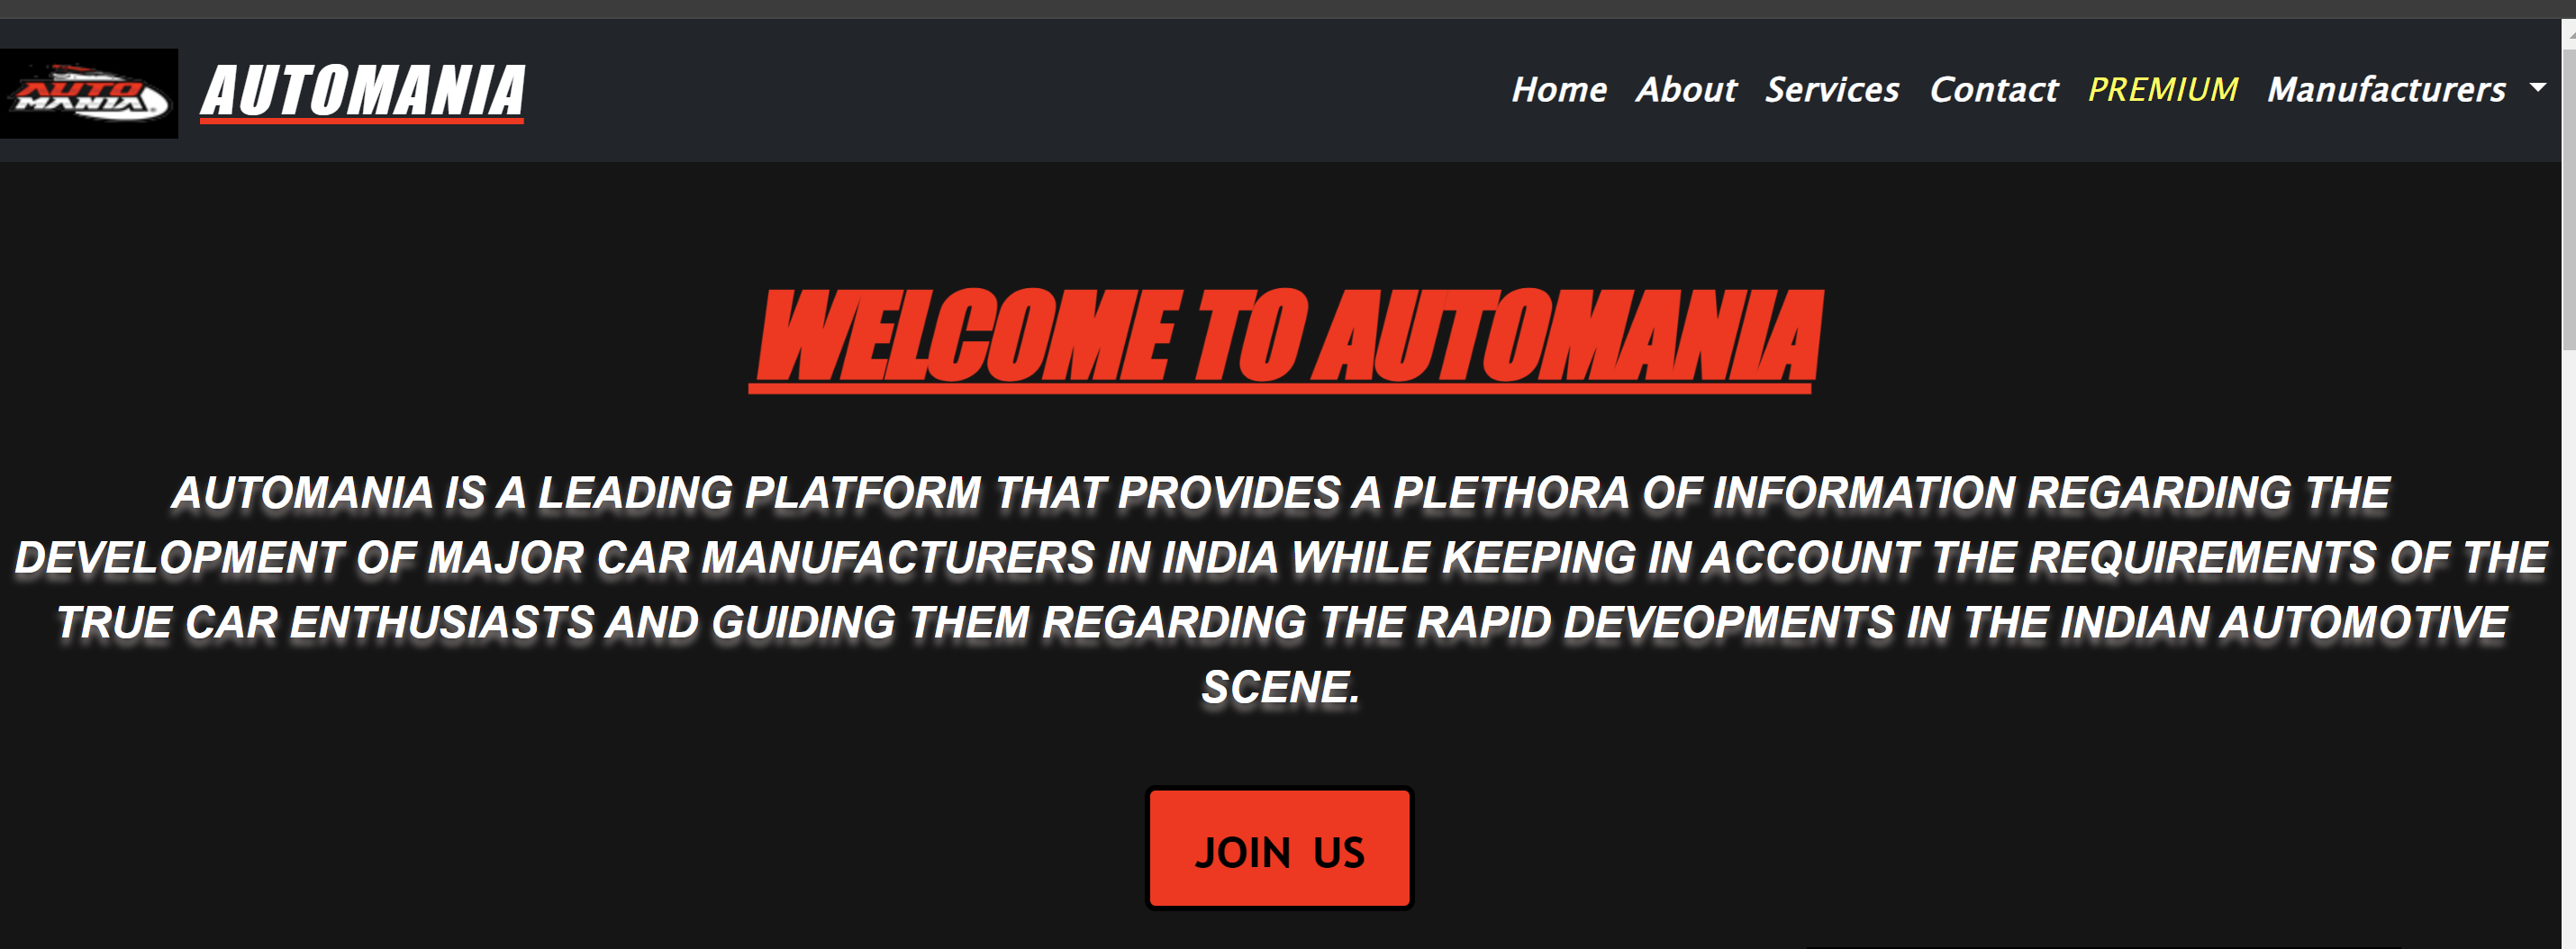 AUTO
MANIA
AUTOMANIA
Home About Services Contact PREMIUM Manufacturers
WELCOME TO AUTOMANIA
AUTOMANIA IS A LEADING PLATFORM THAT PROVIDES A PLETHORA OF INFORMATION REGARDING THE
DEVELOPMENT OF MAJOR CAR MANUFACTURERS IN INDIA WHILE KEEPING IN ACCOUNT THE REQUIREMENTS OF THE
TRUE CAR ENTHUSIASTS AND GUIDING THEM REGARDING THE RAPID DEVEOPMENTS IN THE INDIAN AUTOMOTIVE
SCENE.
JOIN US